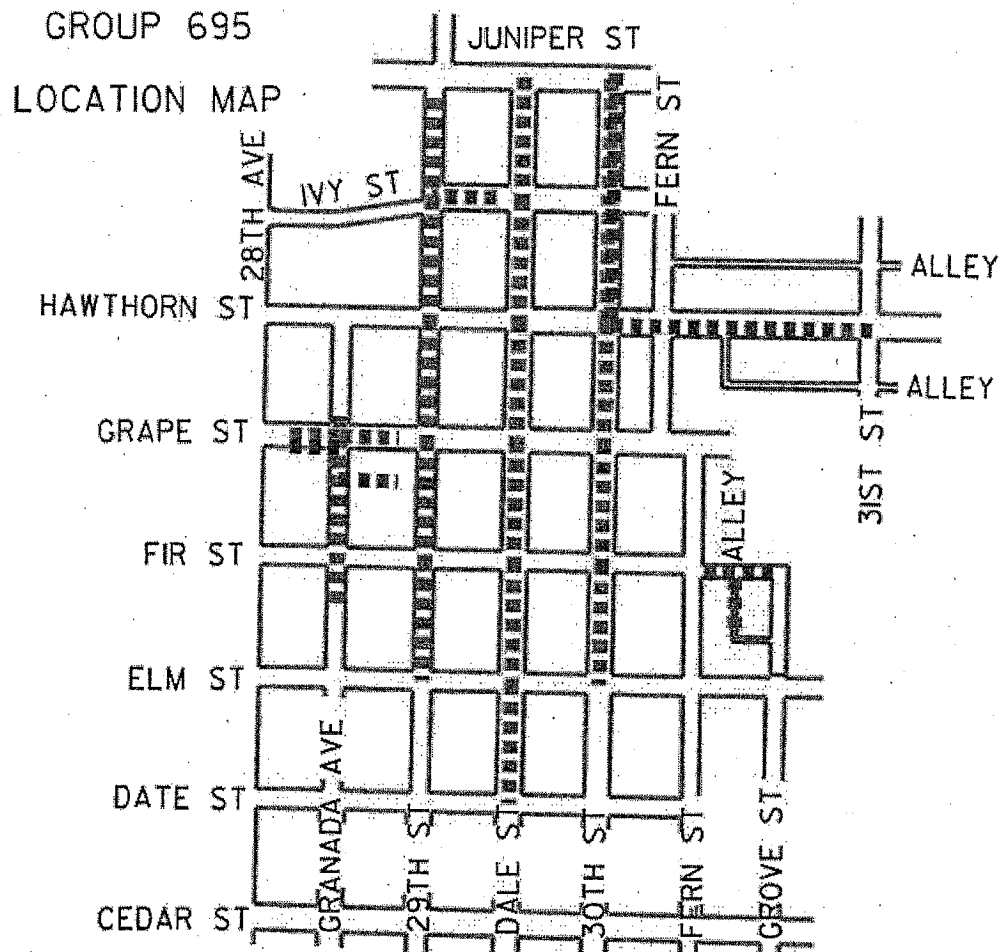 GROUP 695
JUNIPER ST
LOCATION MAP
FERN ST
28TH AVE
IVY ST
ALLEY
HAWTHORN ST
ALLEY
GRAPE ST
31ST ST
ALLEY
FIR ST
ELM ST
GRANADA AVE
DATE ST
29TH ST
DALE ST
30TH ST
FERN ST
GROVE ST
CEDAR ST